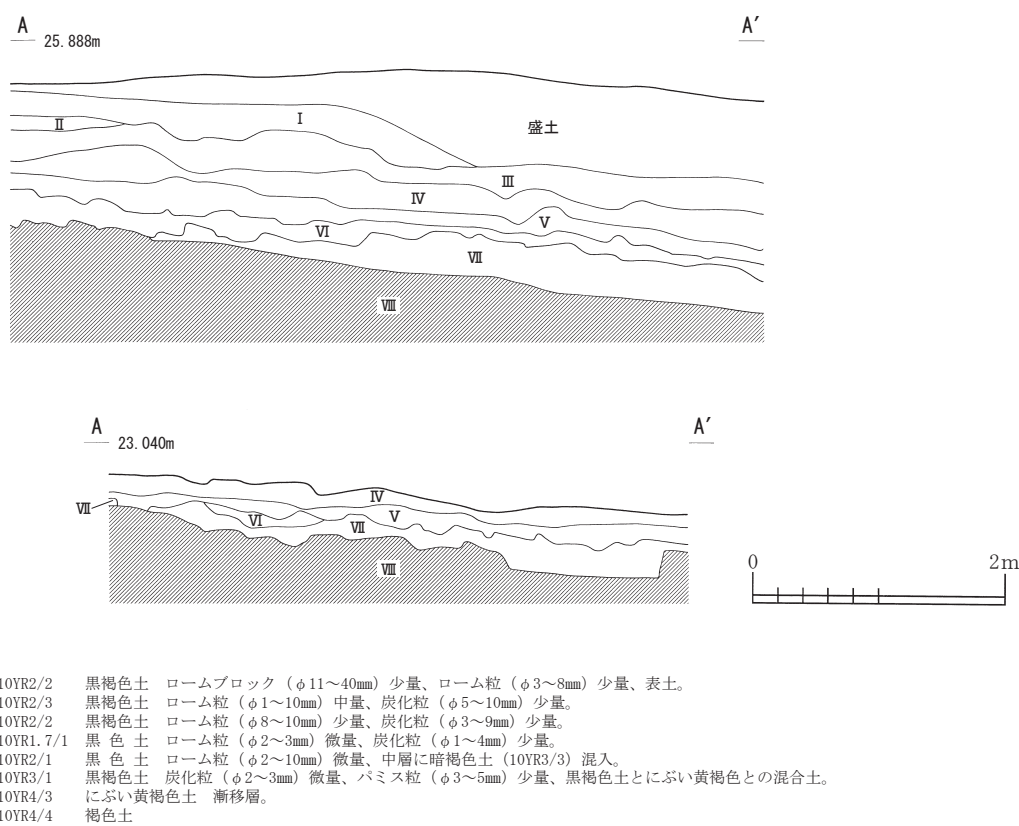 A A′
25.888m
盛土
Ⅰ
Ⅱ
Ⅲ
Ⅳ
Ⅴ
Ⅵ
Ⅶ
Ⅷ
A A′
23.040m
Ⅳ
Ⅶ
Ⅴ
Ⅵ
Ⅶ
Ⅷ
0 2m
10YR2/2 黒褐色土 ロームブロック（φ11～40㎜）少量、ローム粒（φ3～8㎜）少量、表土。
10YR2/3 黒褐色土 ローム粒（φ1～10㎜）中量、炭化粒（φ5～10㎜）少量。
10YR2/2 黒褐色土 ローム粒（φ8～10㎜）少量、炭化粒（φ3～9㎜）少量。
10YR1.7/1 黒 色 土 ローム粒（φ2～3㎜）微量、炭化粒（φ1～4㎜）少量。
10YR2/1 黒 色 土 ローム粒（φ2～10㎜）微量、中層に暗褐色土（10YR3/3）混入。
10YR3/1 黒褐色土 炭化粒（φ2～3㎜）微量、パミス粒（φ3～5㎜）少量、黒褐色土とにぶい黄褐色との混合土。
10YR4/3 にぶい黄褐色土 漸移層。
10YR4/4 褐色土